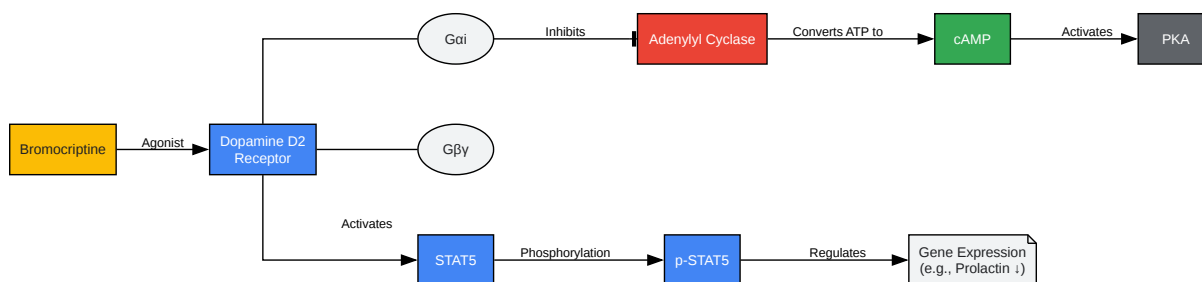 Gαi
Inhibits
Adenylyl Cyclase
Converts ATP to
cAMP
Activates
PKA
Bromocriptine
Agonist
Dopamine D2
Receptor
Gβγ
Activates
STAT5
Phosphorylation
p-STAT5
Regulates
Gene Expression
(e.g., Prolactin ↓)